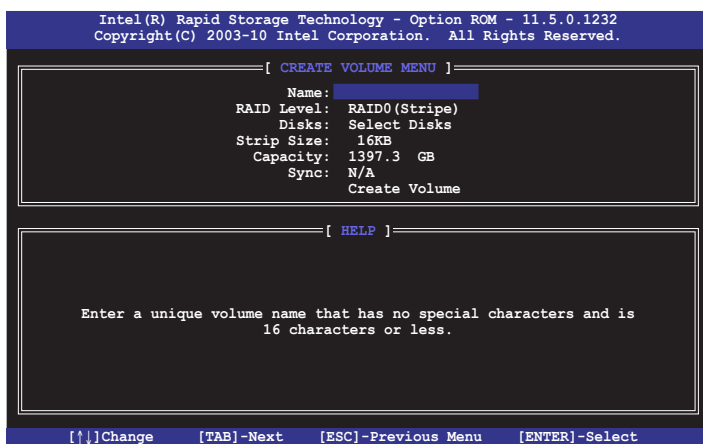 Intel(R) Rapid Storage Technology - Option ROM - 11.5.0.1232
Copyright(C) 2003-10 Intel Corporation. All Rights Reserved.
[ CREATE VOLUME MENU ]
Name:
RAID Level: RAID0(Stripe)
Disks: Select Disks
Strip Size: 16KB
Capacity: 1397.3 GB
Sync: N/A
Create Volume
[ HELP ]
Enter a unique volume name that has no special characters and is
16 characters or less.
[↑↓]Change [TAB]-Next [ESC]-Previous Menu [ENTER]-Select